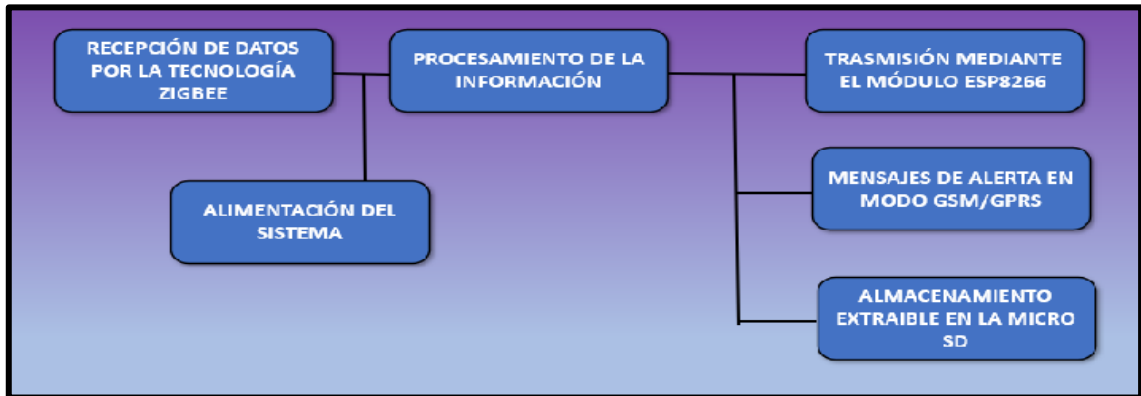 RECEPCIÓN DE DATOS
POR LA TECNOLOGÍA
ZIGBEE
PROCESAMIENTO DE LA
INFORMACIÓN
TRASMISIÓN MEDIANTE
EL MÓDULO ESP8266
ALIMENTACIÓN DEL
SISTEMA
MENSAJES DE ALERTA EN
MODO GSM/GPRS
ALMACENAMIENTO
EXTRAIBLE EN LA MICRO
SD